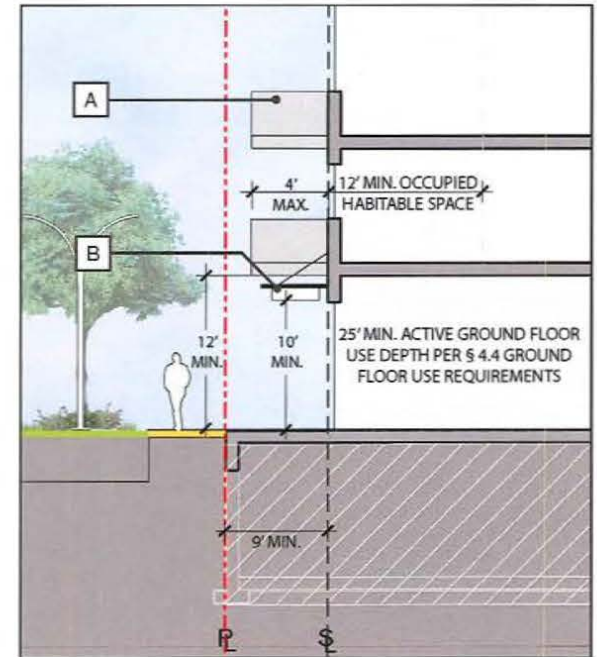 A
4'
MAX.
12' MIN. OCCUPIED
HABITABLE SPACE
B
12'
MIN.
10'
MIN.
25' MIN. ACTIVE GROUND FLOOR
USE DEPTH PER § 4.4 GROUND
FLOOR USE REQUIREMENTS
9' MIN.
PL
SL